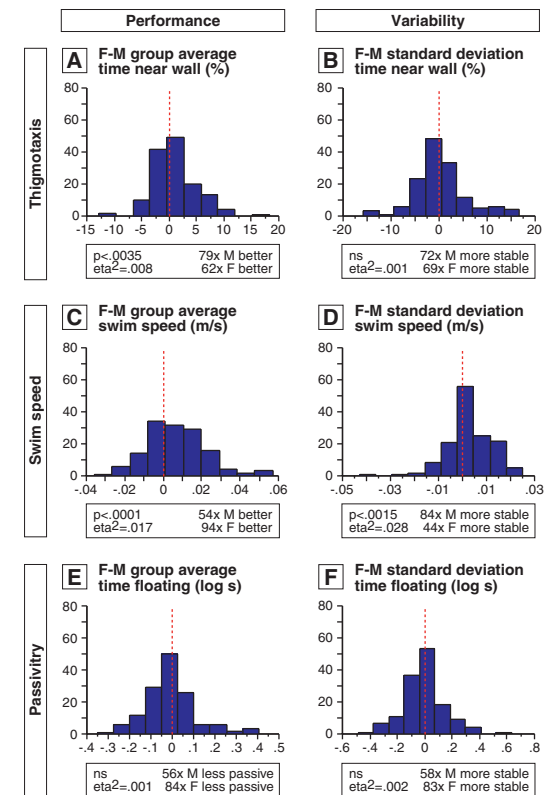 Performance
Variability
Thigmotaxis
A
F-M group average
time near wall (%)
80
60
40
20
0
-15 -10 -5 0 5 10 15 20
p<.0035 79x M better
eta2=.008 62x F better
B
F-M standard deviation
time near wall (%)
80
60
40
20
0
-20 -10 0 10 20
ns 72x M more stable
eta2=.001 69x F more stable
Swim speed
C
F-M group average
swim speed (m/s)
80
60
40
20
0
-.04 -.02 0 .02 .04 .06
p<.0001 54x M better
eta2=.017 94x F better
D
F-M standard deviation
swim speed (m/s)
80
60
40
20
0
-.05 -.03 -.01 .01 .03
p<.0015 84x M more stable
eta2=.028 44x F more stable
Passivitry
E
F-M group average
time floating (log s)
80
60
40
20
0
-.4 -.3 -.2 -.1 0 .1 .2 .3 .4 .5
ns 56x M less passive
eta2=.001 84x F less passive
F
F-M standard deviation
time floating (log s)
80
60
40
20
0
-.6 -.4 -.2 0 .2 .4 .6 .8
ns 58x M more stable
eta2=.002 83x F more stable